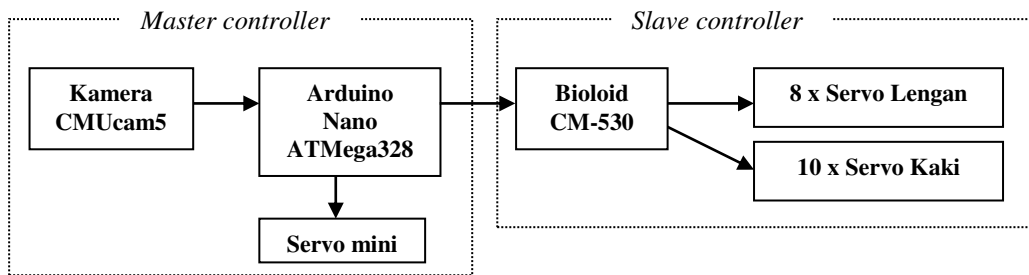 Master controller
Slave controller
Kamera
CMUcam5
Arduino
Nano
ATMega328
Servo mini
Bioloid
CM-530
8 x Servo Lengan
10 x Servo Kaki